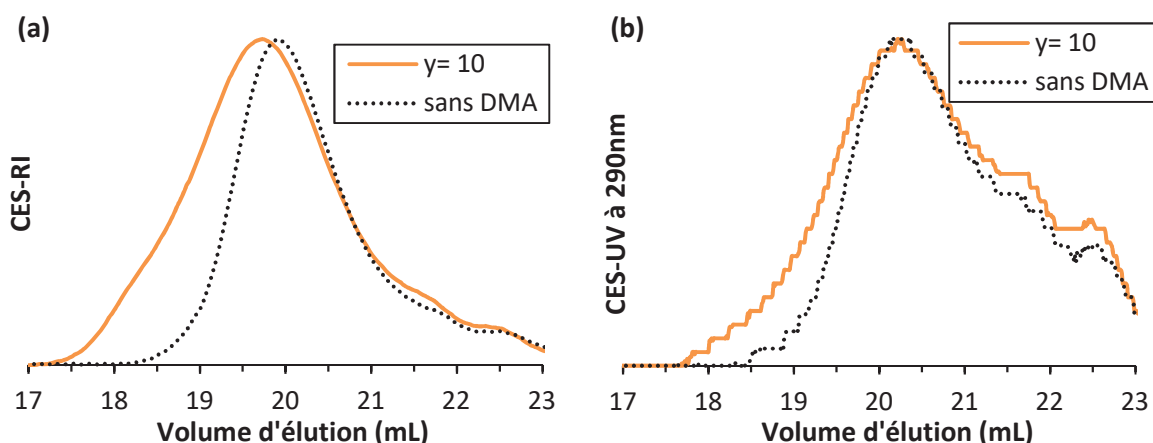 (a)
y= 10
sans DMA
CES-RI
17 18 19 20 21 22 23
Volume d'élution (mL)
(b)
y= 10
sans DMA
CES-UV à 290nm
17 18 19 20 21 22 23
Volume d'élution (mL)